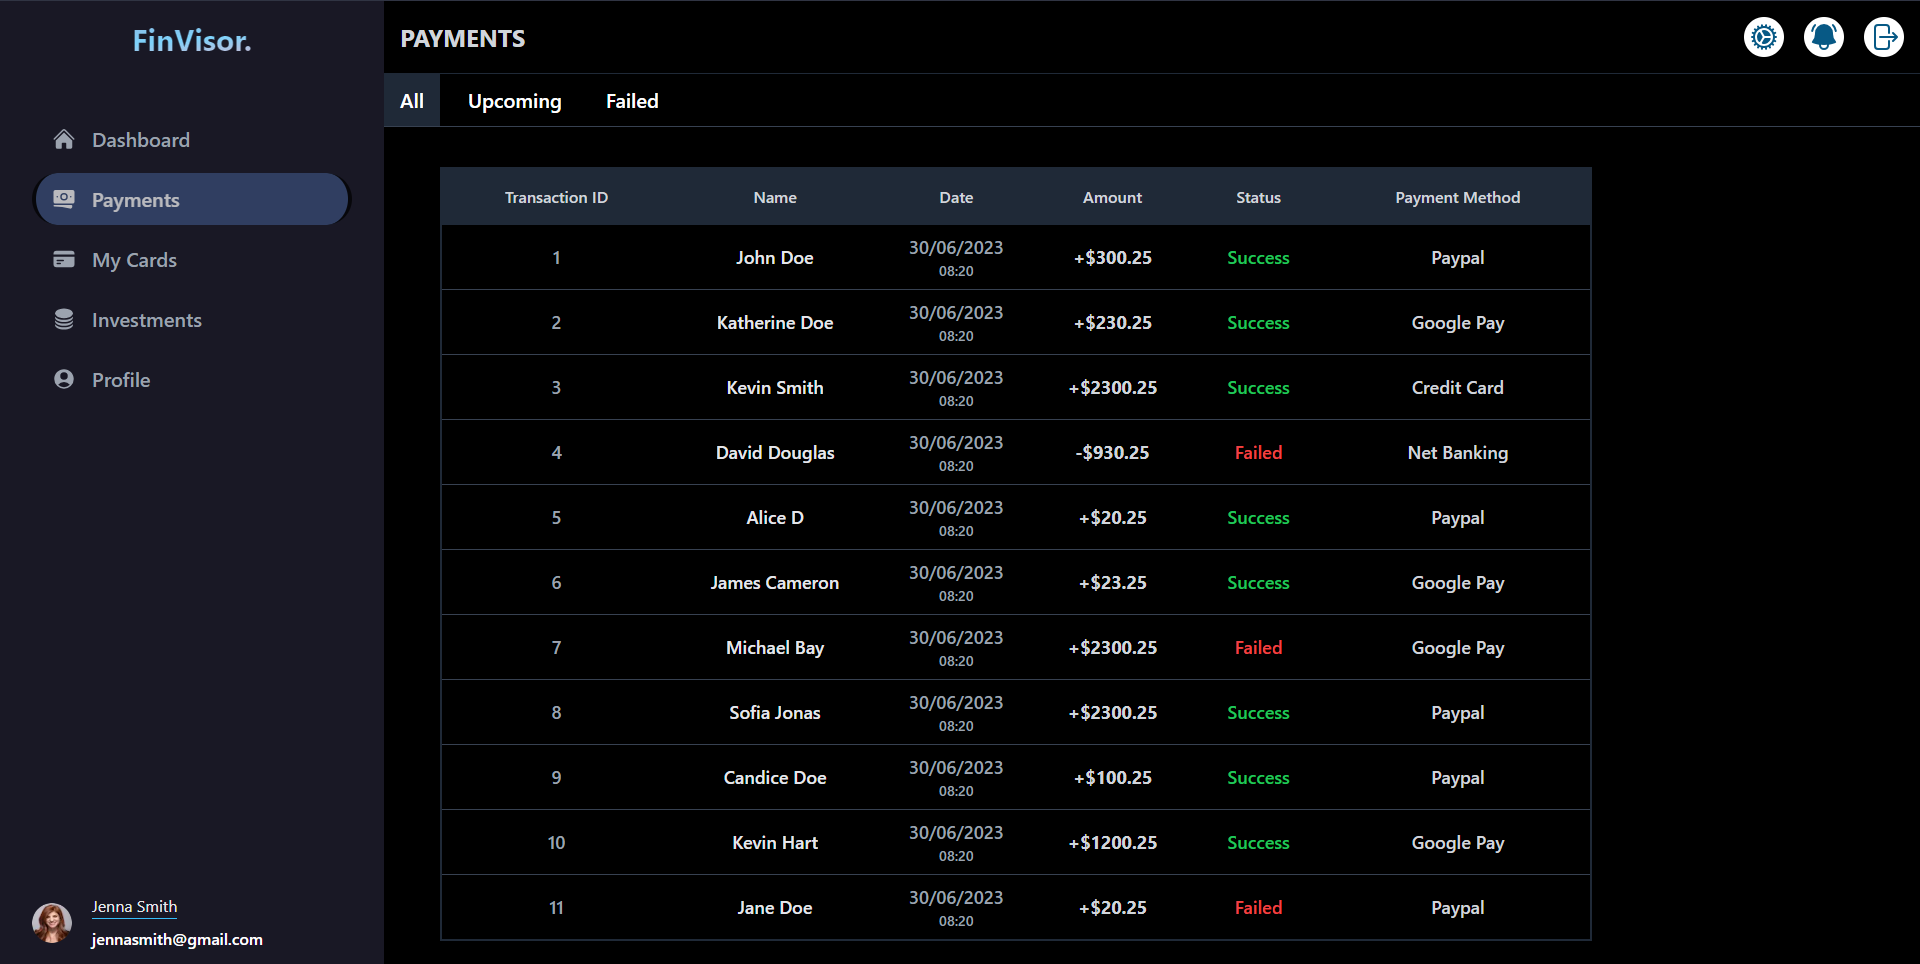 FinVisor.
Dashboard
Payments
My Cards
Investments
Profile
Jenna Smith
jennasmith@gmail.com
PAYMENTS
All Upcoming Failed
Transaction ID Name Date Amount Status Payment Method
1 John Doe 30/06/2023 08:20 +$300.25 Success Paypal
2 Katherine Doe 30/06/2023 08:20 +$230.25 Success Google Pay
3 Kevin Smith 30/06/2023 08:20 +$2300.25 Success Credit Card
4 David Douglas 30/06/2023 08:20 -$930.25 Failed Net Banking
5 Alice D 30/06/2023 08:20 +$20.25 Success Paypal
6 James Cameron 30/06/2023 08:20 +$23.25 Success Google Pay
7 Michael Bay 30/06/2023 08:20 +$2300.25 Failed Google Pay
8 Sofia Jonas 30/06/2023 08:20 +$2300.25 Success Paypal
9 Candice Doe 30/06/2023 08:20 +$100.25 Success Paypal
10 Kevin Hart 30/06/2023 08:20 +$1200.25 Success Google Pay
11 Jane Doe 30/06/2023 08:20 +$20.25 Failed Paypal